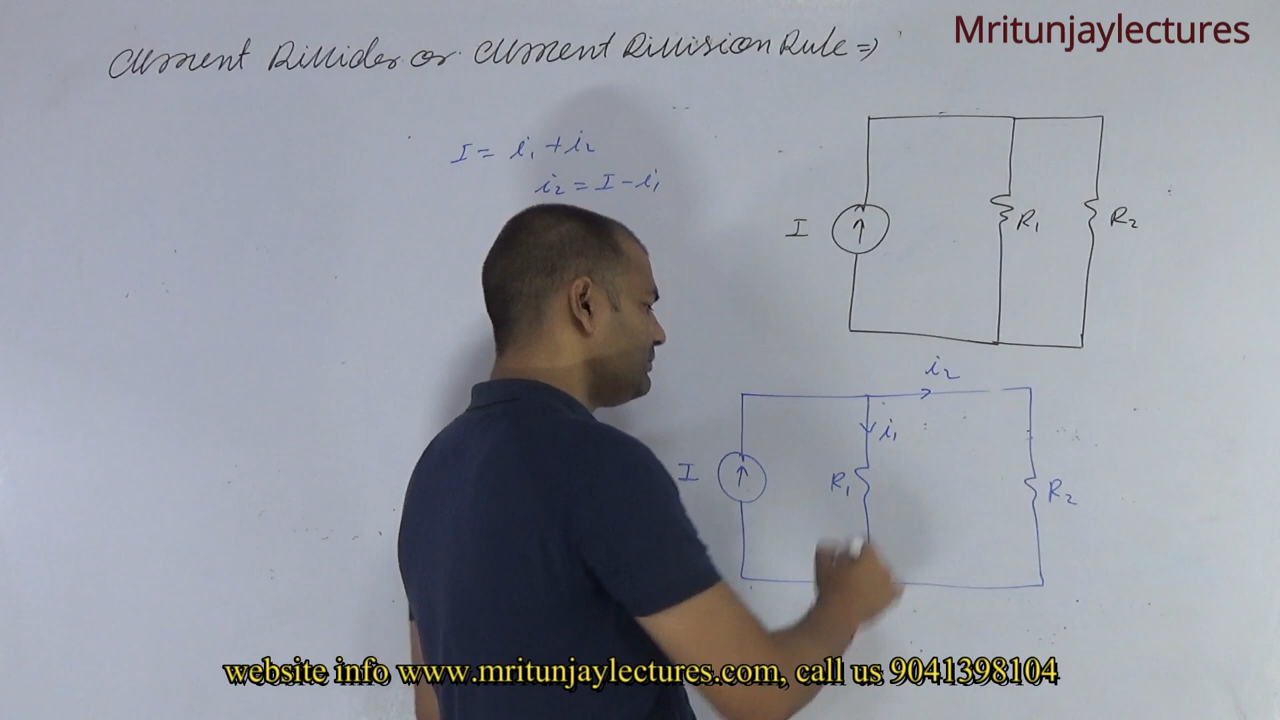 Mritunjaylectures
Current Divider or Current Division Rule ⇒
I = i₁ + i₂
i₂ = I - i₁
I
R₁
R₂
i₂
i₁
I
R₁
R₂
website info www.mritunjaylectures.com, call us 9041398104